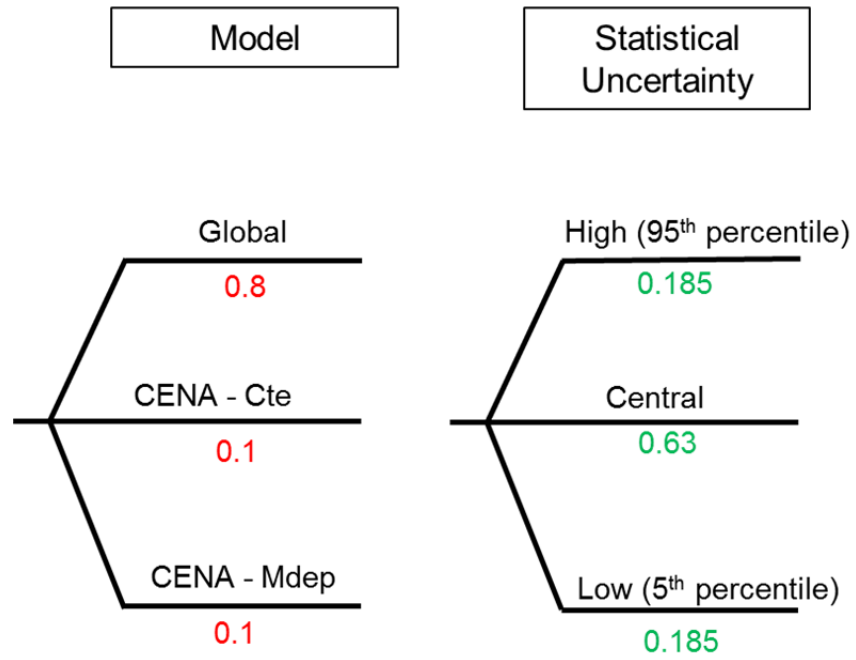 Model
Statistical
Uncertainty
Global
0.8
CENA - Cte
0.1
CENA - Mdep
0.1
High (95th percentile)
0.185
Central
0.63
Low (5th percentile)
0.185